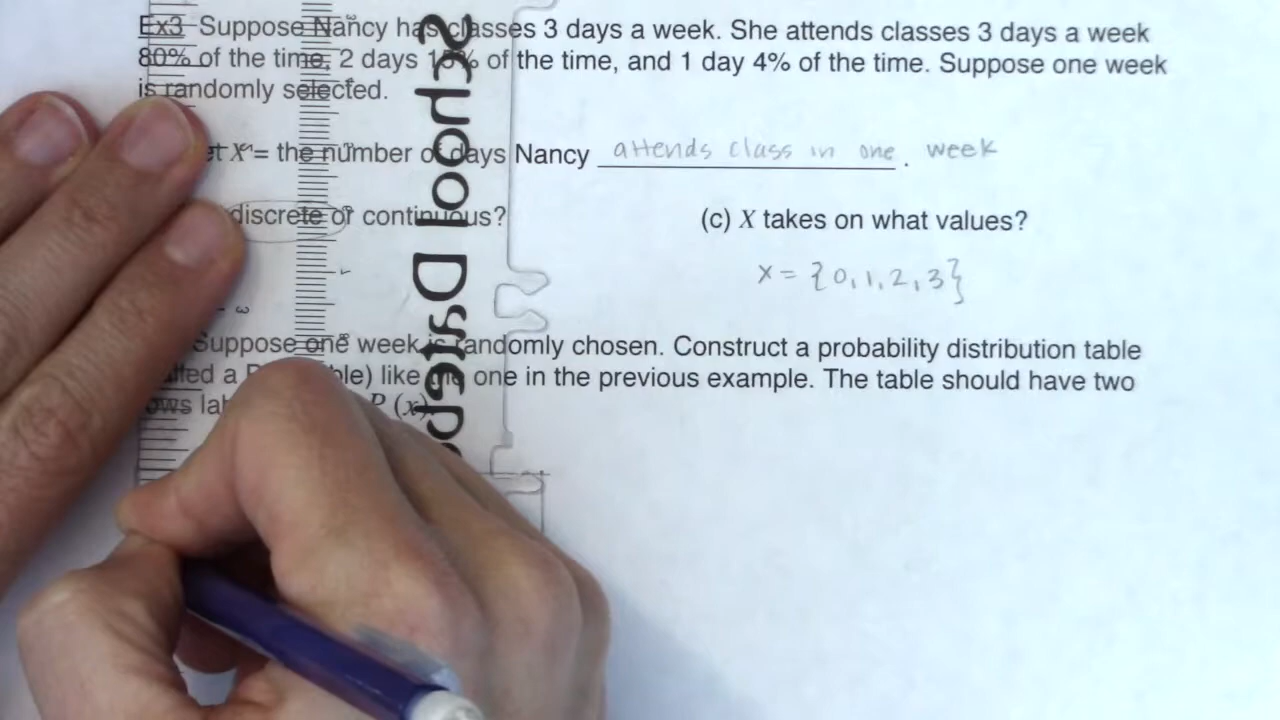 Ex3 Suppose Nancy has classes 3 days a week. She attends classes 3 days a week
80% of the time, 2 days 15% of the time, and 1 day 4% of the time. Suppose one week
is randomly selected.
X = the number of days Nancy attends class in one . week
discrete or continuous?
(c) X takes on what values?
x = {0, 1, 2, 3}
Suppose one week is randomly chosen. Construct a probability distribution table
a like the one in the previous example. The table should have two
P (x)
School